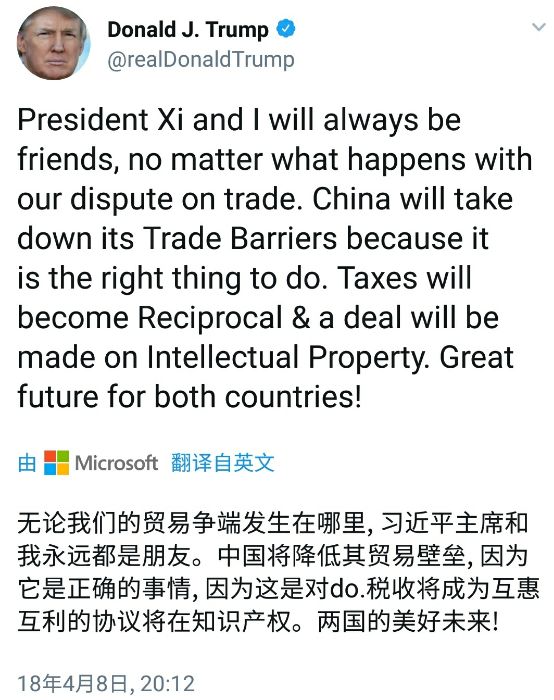 Donald J. Trump
@realDonaldTrump
President Xi and I will always be
friends, no matter what happens with
our dispute on trade. China will take
down its Trade Barriers because it
is the right thing to do. Taxes will
become Reciprocal & a deal will be
made on Intellectual Property. Great
future for both countries!
由 Microsoft 翻译自英文
无论我们的贸易争端发生在哪里, 习近平主席和
我永远都是朋友。中国将降低其贸易壁垒, 因为
它是正确的事情, 因为这是对do.税收将成为互惠
互利的协议将在知识产权。两国的美好未来!
18年4月8日, 20:12